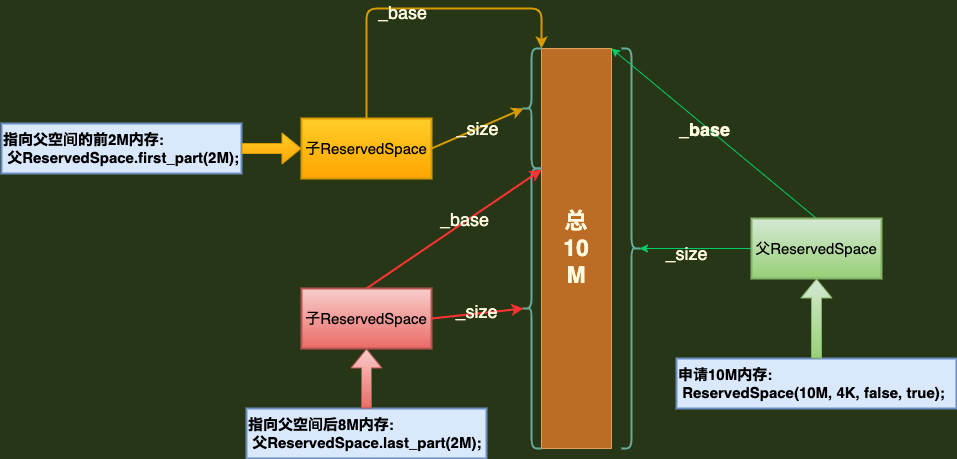 _base
指向父空间的前2M内存:
父ReservedSpace.first_part(2M);
子ReservedSpace
_size
_base
_base
总
10
M
_size
父ReservedSpace
子ReservedSpace
_size
申请10M内存:
ReservedSpace(10M, 4K, false, true);
指向父空间后8M内存:
父ReservedSpace.last_part(2M);